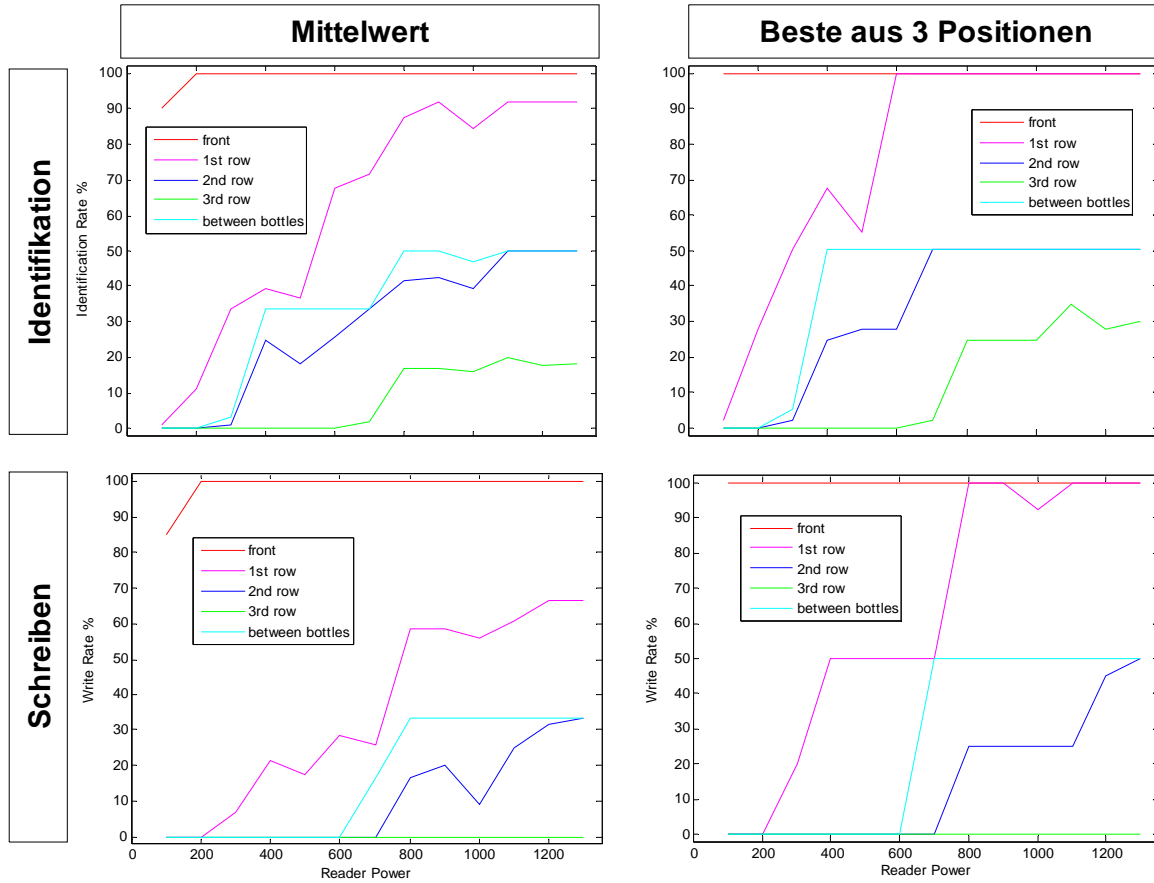 Mittelwert
Beste aus 3 Positionen
Identifikation
Identification Rate %
100
90
80
70
60
50
40
30
20
10
0
front
1st row
2nd row
3rd row
between bottles
100
90
80
70
60
50
40
30
20
10
0
front
1st row
2nd row
3rd row
between bottles
Schreiben
Write Rate %
100
90
80
70
60
50
40
30
20
10
0
front
1st row
2nd row
3rd row
between bottles
0 200 400 600 800 1000 1200
Reader Power
Write Rate %
100
90
80
70
60
50
40
30
20
10
0
front
1st row
2nd row
3rd row
between bottles
0 200 400 600 800 1000 1200
Reader Power